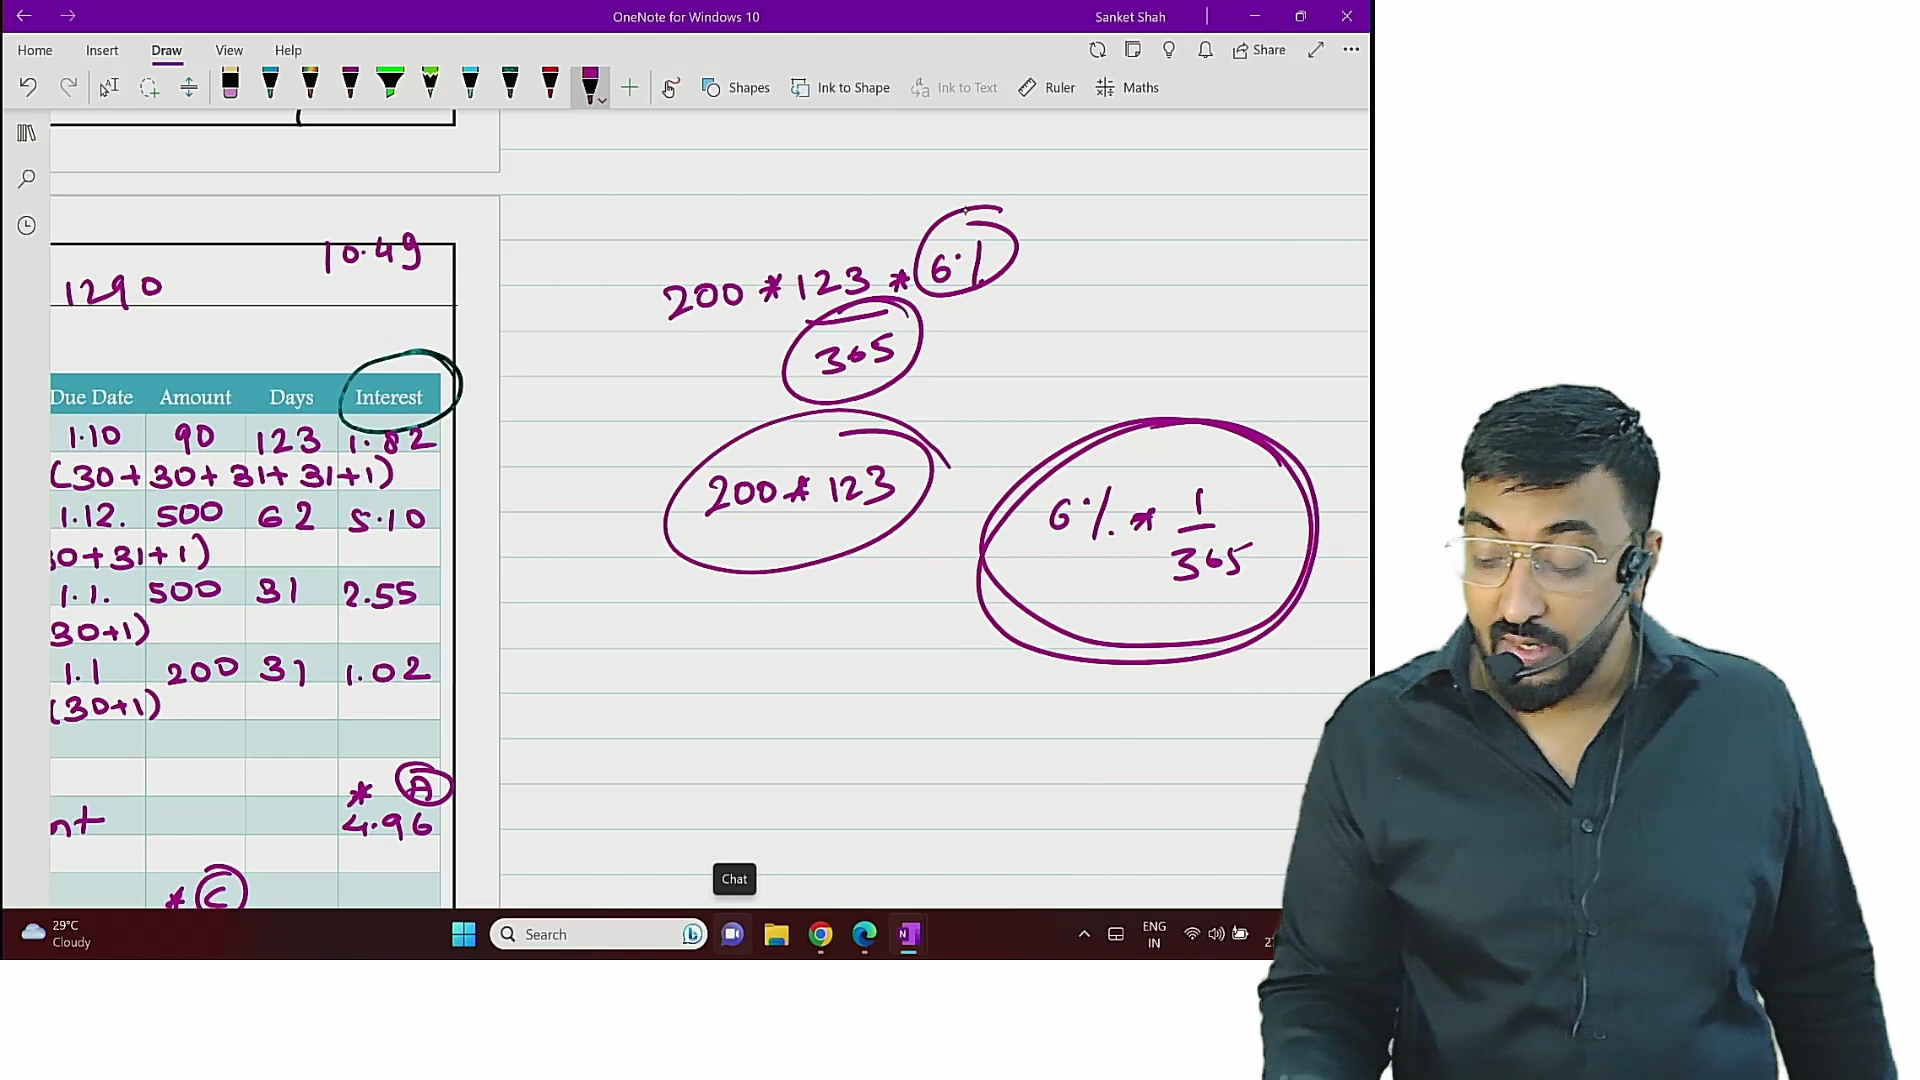 OneNote for Windows 10
Sanket Shah
Home Insert Draw View Help
Share
Shapes Ink to Shape Ink to Text Ruler Maths
10.49
1290
Due Date Amount Days Interest
1.10 90 123 1.82
(30+30+31+31+1)
1.12. 500 62 5.10
0+31+1)
1.1. 500 31 2.55
30+1)
1.1 200 31 1.02
(30+1)
* A
nt 4.96
* C
200 * 123 * 6%
365
200 * 123
6% * 1
365
Chat
29°C
Cloudy
Search
ENG
IN